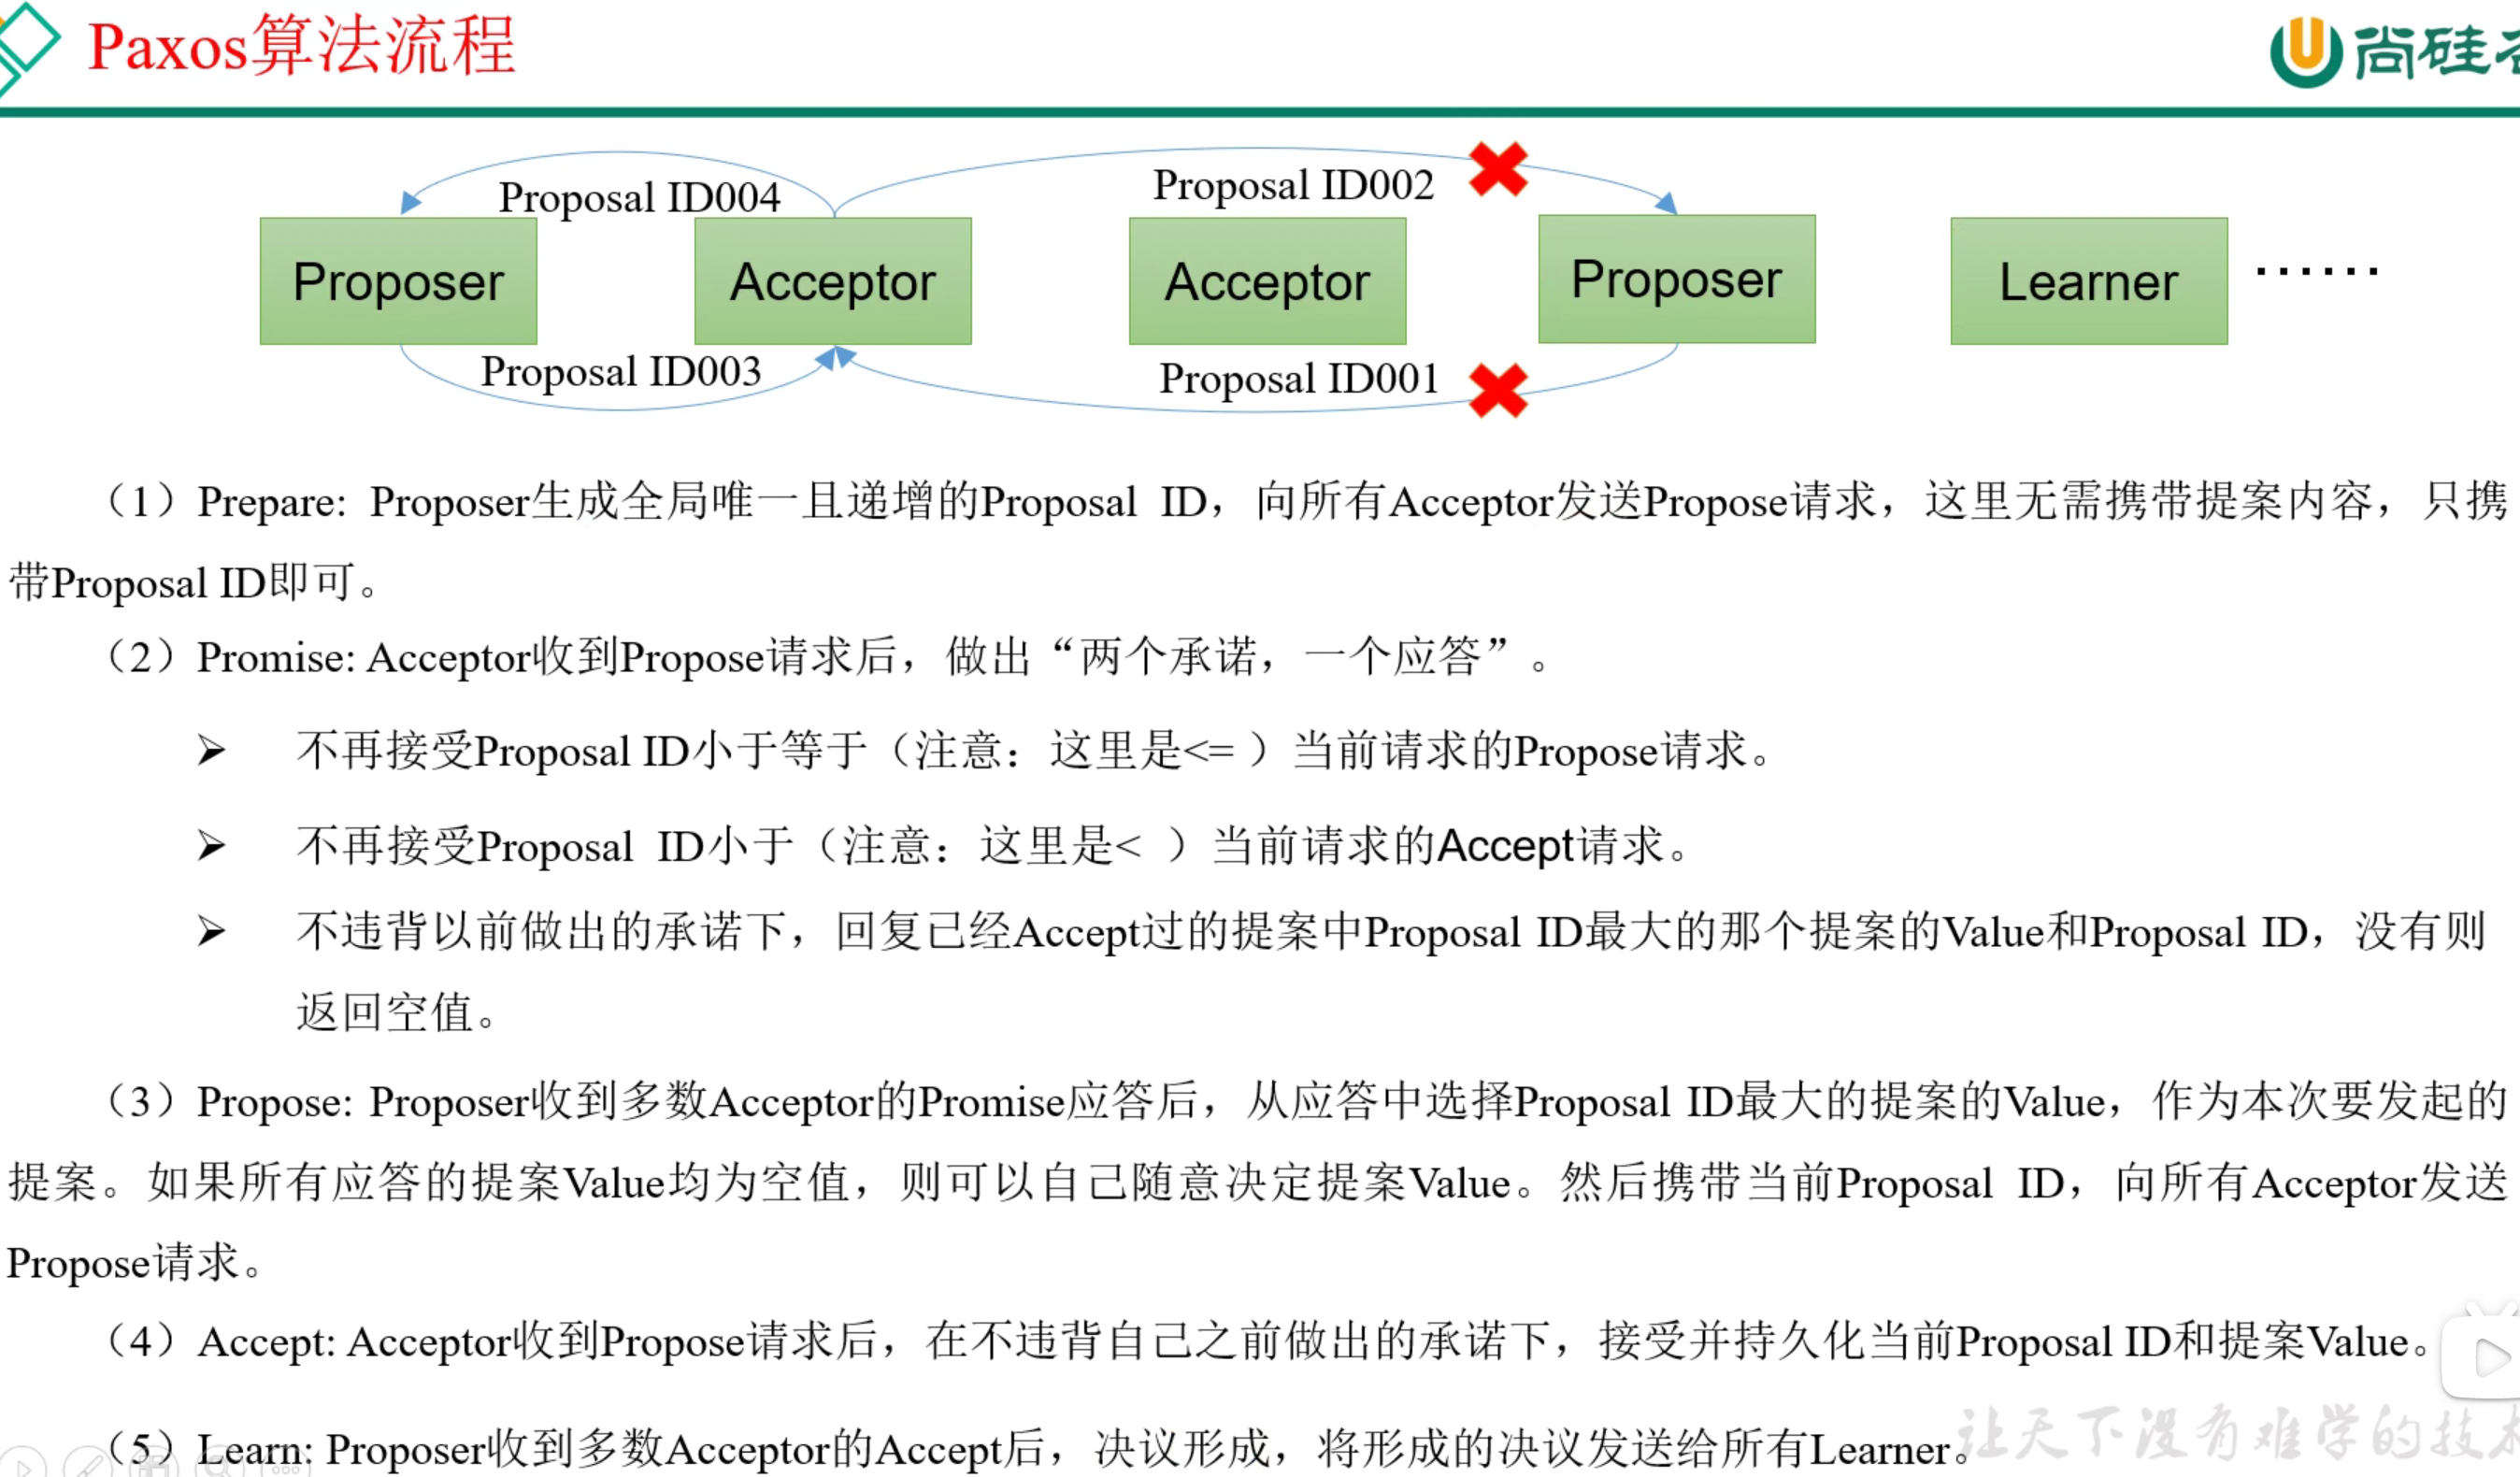 Paxos算法流程
尚硅
Proposal ID004
Proposal ID002
Proposer
Acceptor
Acceptor
Proposer
Learner
······
Proposal ID003
Proposal ID001
（1）Prepare: Proposer生成全局唯一且递增的Proposal ID，向所有Acceptor发送Propose请求，这里无需携带提案内容，只携
带Proposal ID即可。
（2）Promise: Acceptor收到Propose请求后，做出“两个承诺，一个应答”。
➢ 不再接受Proposal ID小于等于（注意：这里是<= ）当前请求的Propose请求。
➢ 不再接受Proposal ID小于（注意：这里是< ）当前请求的Accept请求。
➢ 不违背以前做出的承诺下，回复已经Accept过的提案中Proposal ID最大的那个提案的Value和Proposal ID，没有则
返回空值。
（3）Propose: Proposer收到多数Acceptor的Promise应答后，从应答中选择Proposal ID最大的提案的Value，作为本次要发起的
提案。如果所有应答的提案Value均为空值，则可以自己随意决定提案Value。然后携带当前Proposal ID，向所有Acceptor发送
Propose请求。
（4）Accept: Acceptor收到Propose请求后，在不违背自己之前做出的承诺下，接受并持久化当前Proposal ID和提案Value。
（5）Learn: Proposer收到多数Acceptor的Accept后，决议形成，将形成的决议发送给所有Learner。
让天下没有难学的技